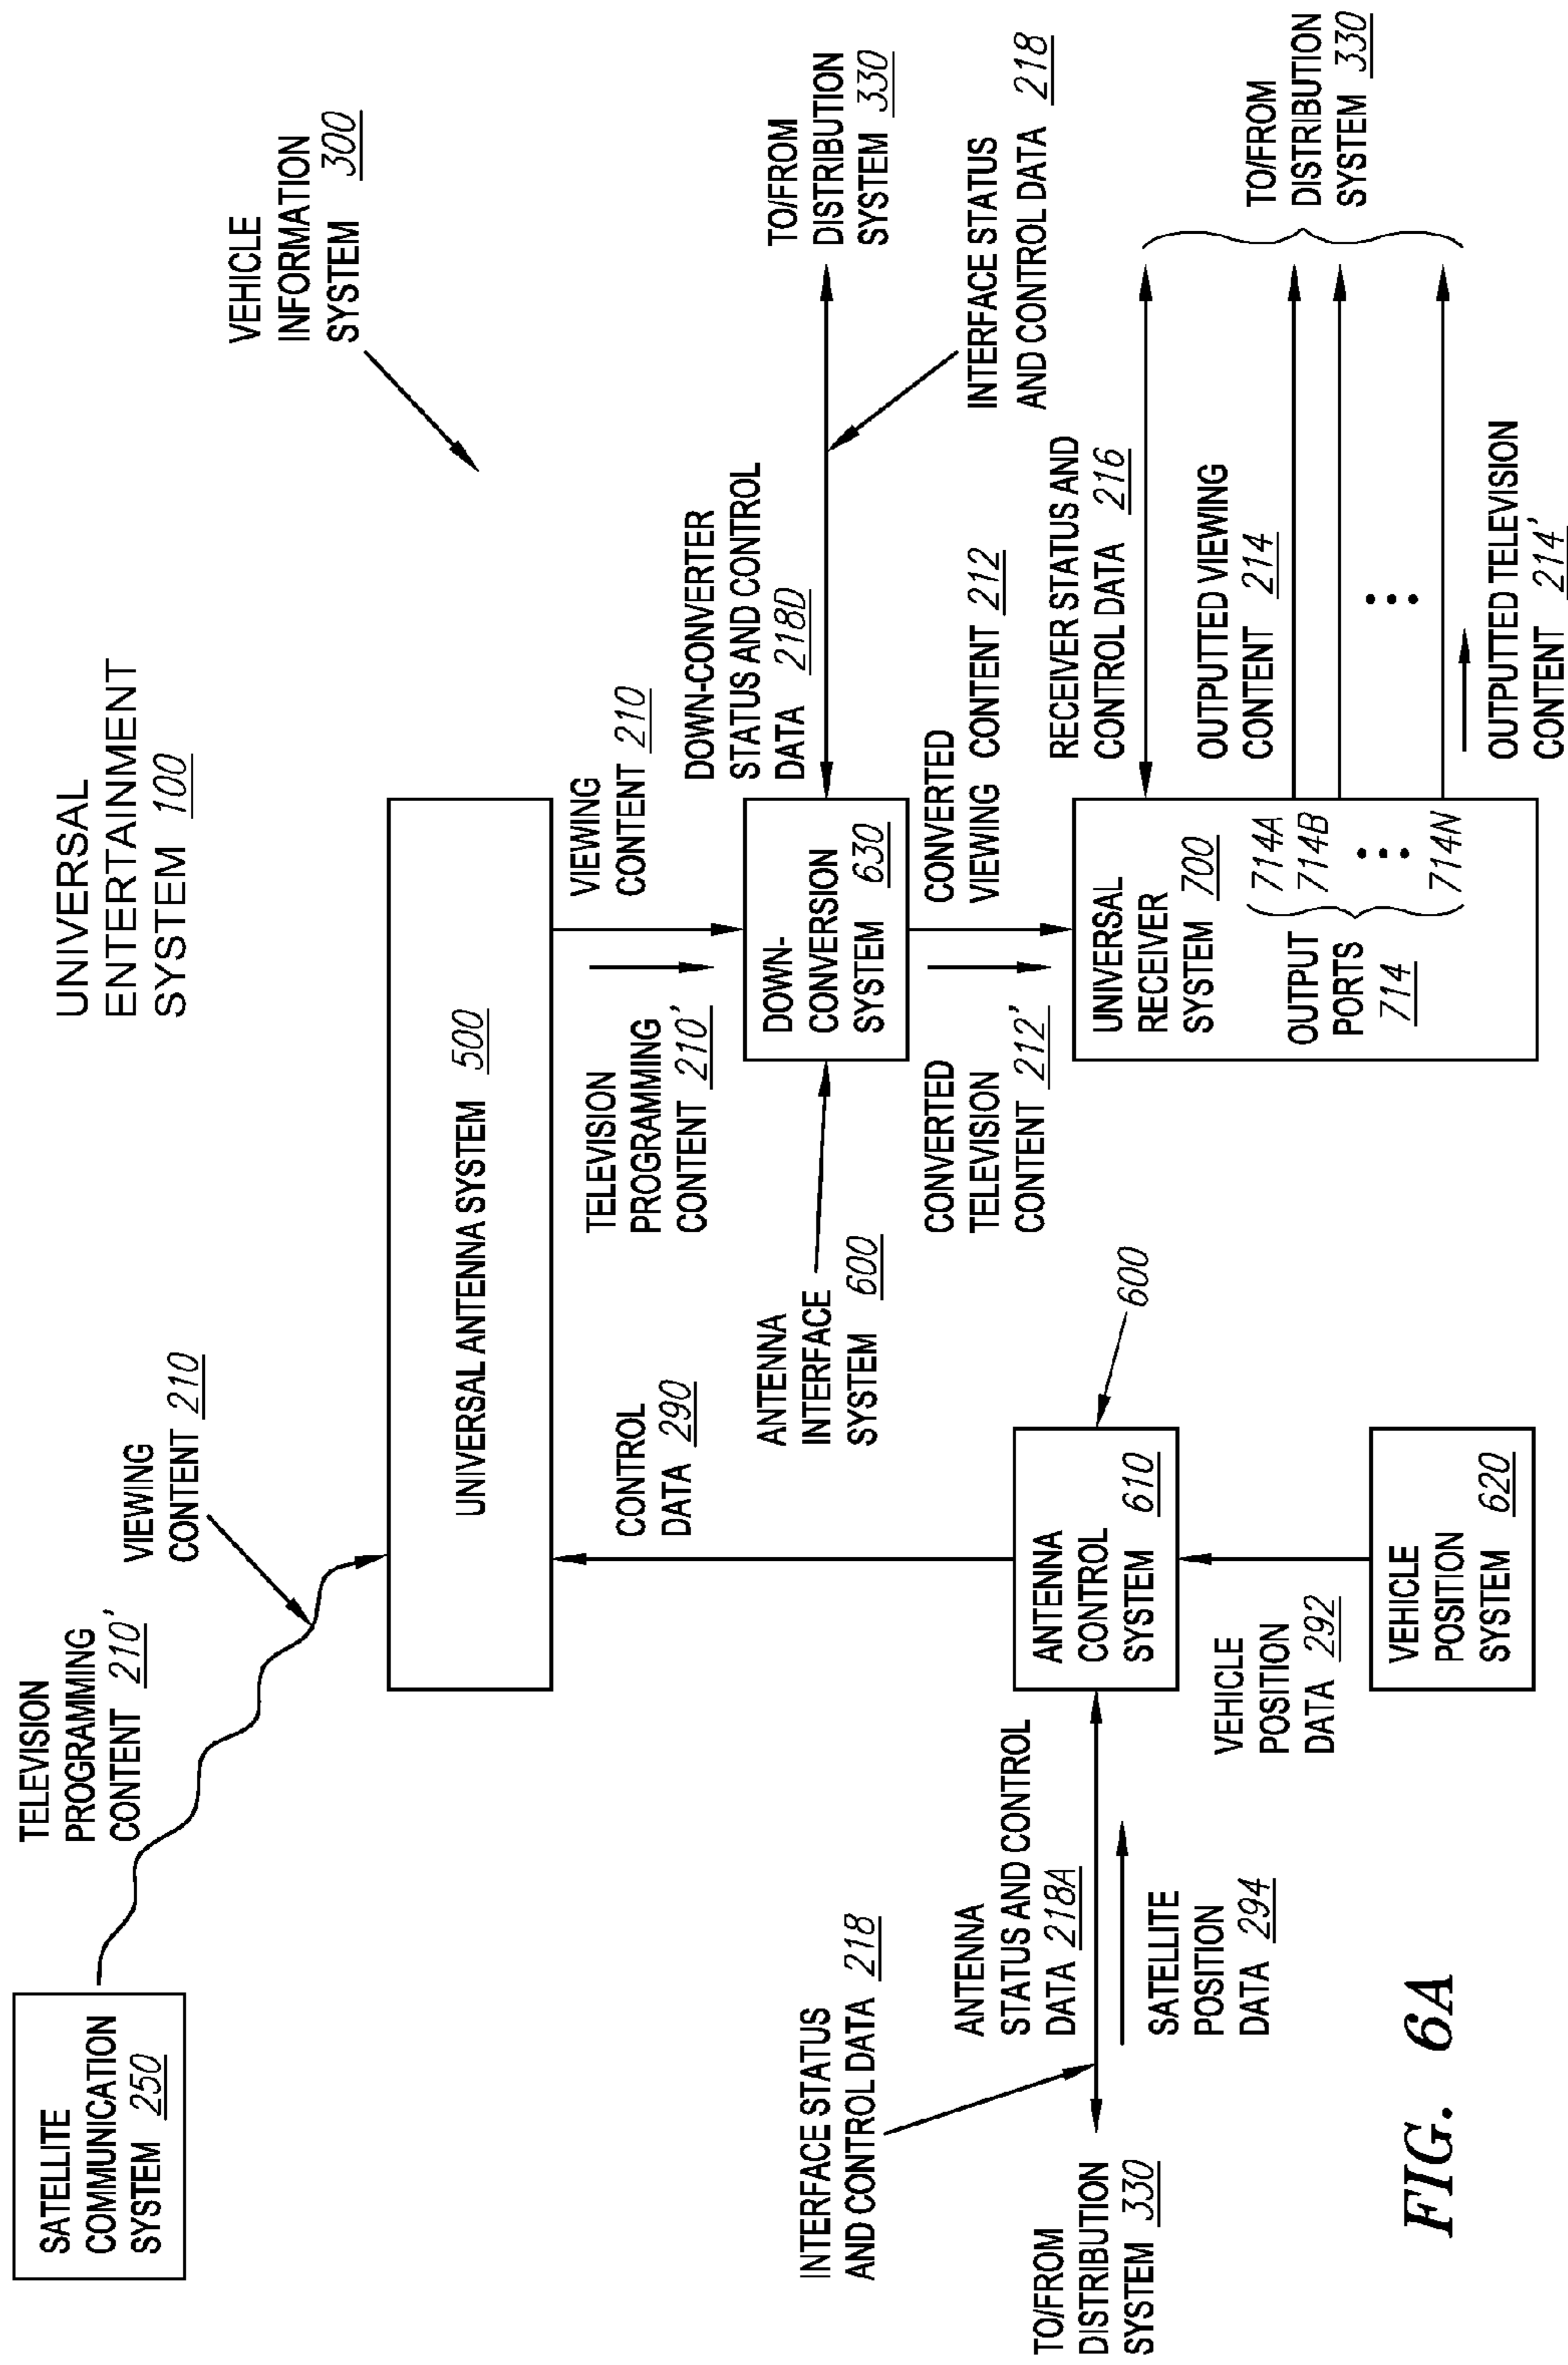 UNIVERSAL
ENTERTAINMENT
SYSTEM 100
VEHICLE
INFORMATION
SYSTEM 300
SATELLITE
COMMUNICATION
SYSTEM 250
TELEVISION
PROGRAMMING
CONTENT 210'
VIEWING
CONTENT 210
UNIVERSAL ANTENNA SYSTEM 500
CONTROL
DATA 290
TELEVISION
PROGRAMMING
CONTENT 210'
VIEWING
CONTENT 210
ANTENNA
INTERFACE
SYSTEM 600
DOWN-
CONVERSION
SYSTEM 630
DOWN-CONVERTER
STATUS AND CONTROL
DATA 218D
TO/FROM
DISTRIBUTION
SYSTEM 330
INTERFACE STATUS
AND CONTROL DATA 218
INTERFACE STATUS
AND CONTROL DATA 218
TO/FROM
DISTRIBUTION
SYSTEM 330
ANTENNA
STATUS AND CONTROL
DATA 218A
SATELLITE
POSITION
DATA 294
ANTENNA
CONTROL
SYSTEM 610
600
VEHICLE
POSITION
DATA 292
VEHICLE
POSITION
SYSTEM 620
CONVERTED
TELEVISION
CONTENT 212'
CONVERTED
VIEWING CONTENT 212
UNIVERSAL
RECEIVER
SYSTEM 700
OUTPUT
PORTS
714
714A
714B
714N
RECEIVER STATUS AND
CONTROL DATA 216
OUTPUTTED VIEWING
CONTENT 214
OUTPUTTED TELEVISION
CONTENT 214'
TO/FROM
DISTRIBUTION
SYSTEM 330
FIG. 6A